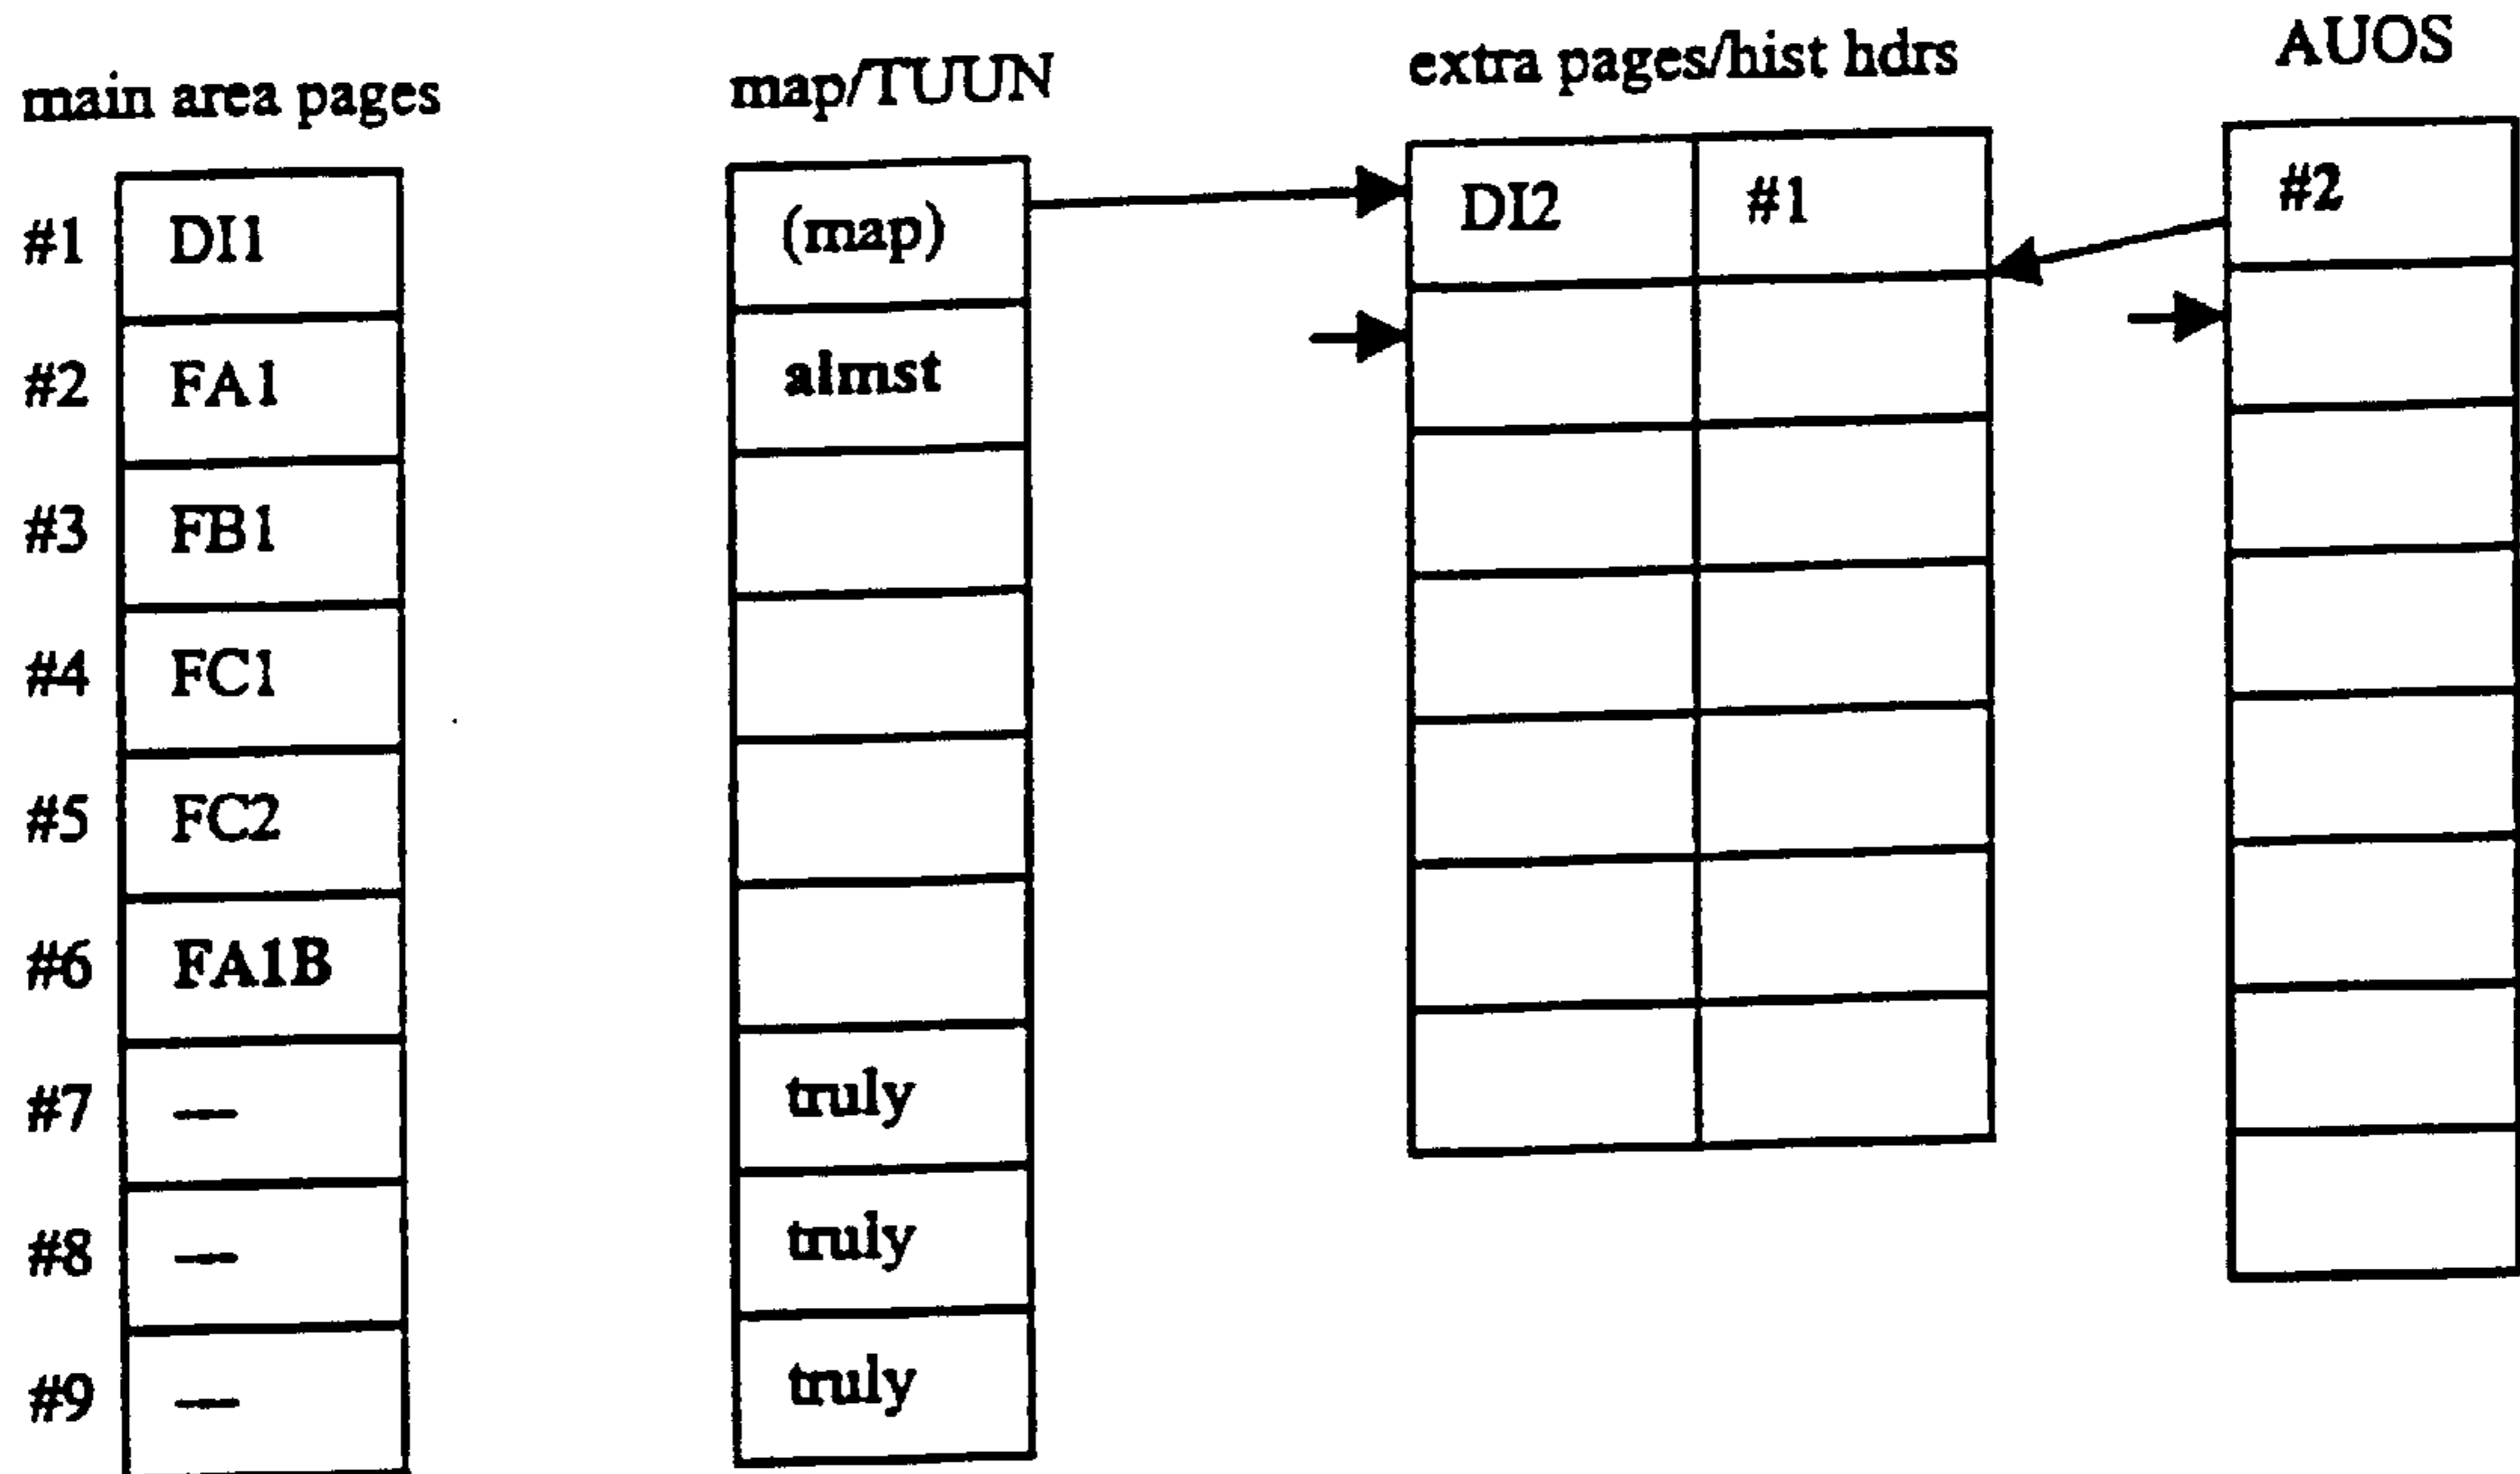 main area pages map/TUUN extra pages/hist hdrs AUOS
#1 DI1 (map) DI2 #1 #2
#2 FA1 almst
#3 FB1
#4 FC1
#5 FC2
#6 FA1B
#7 — truly
#8 — truly
#9 — truly